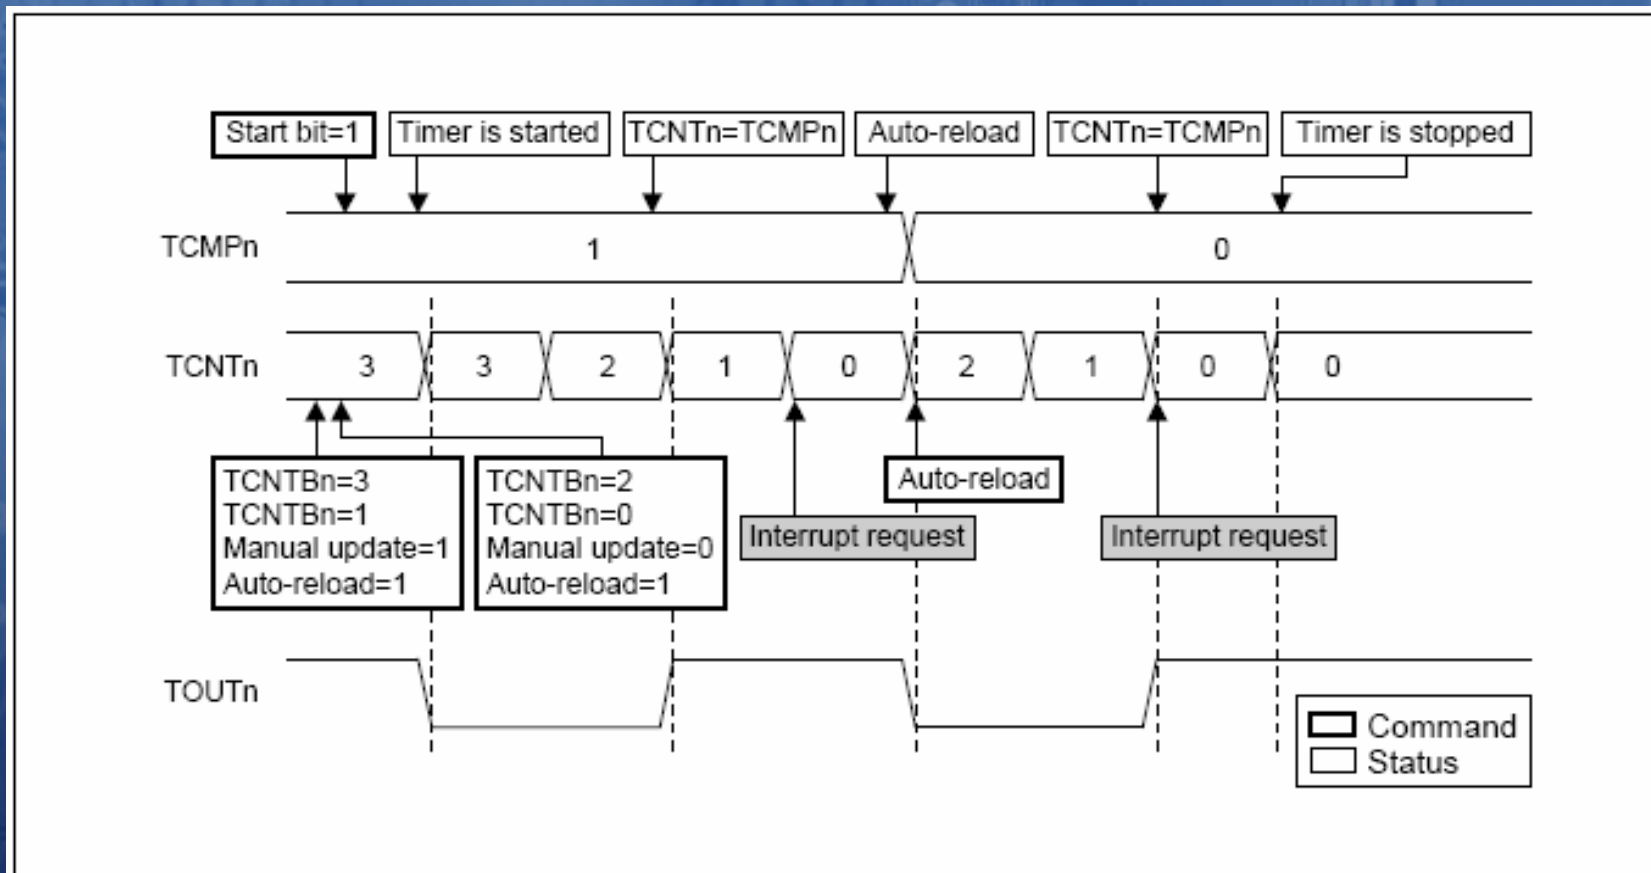 Start bit=1
Timer is started
TCNTn=TCMPn
Auto-reload
TCNTn=TCMPn
Timer is stopped
TCMPn
1
0
TCNTn
3
3
2
1
0
2
1
0
0
TCNTBn=3
TCNTBn=1
Manual update=1
Auto-reload=1
TCNTBn=2
TCNTBn=0
Manual update=0
Auto-reload=1
Interrupt request
Auto-reload
Interrupt request
TOUTn
Command
Status